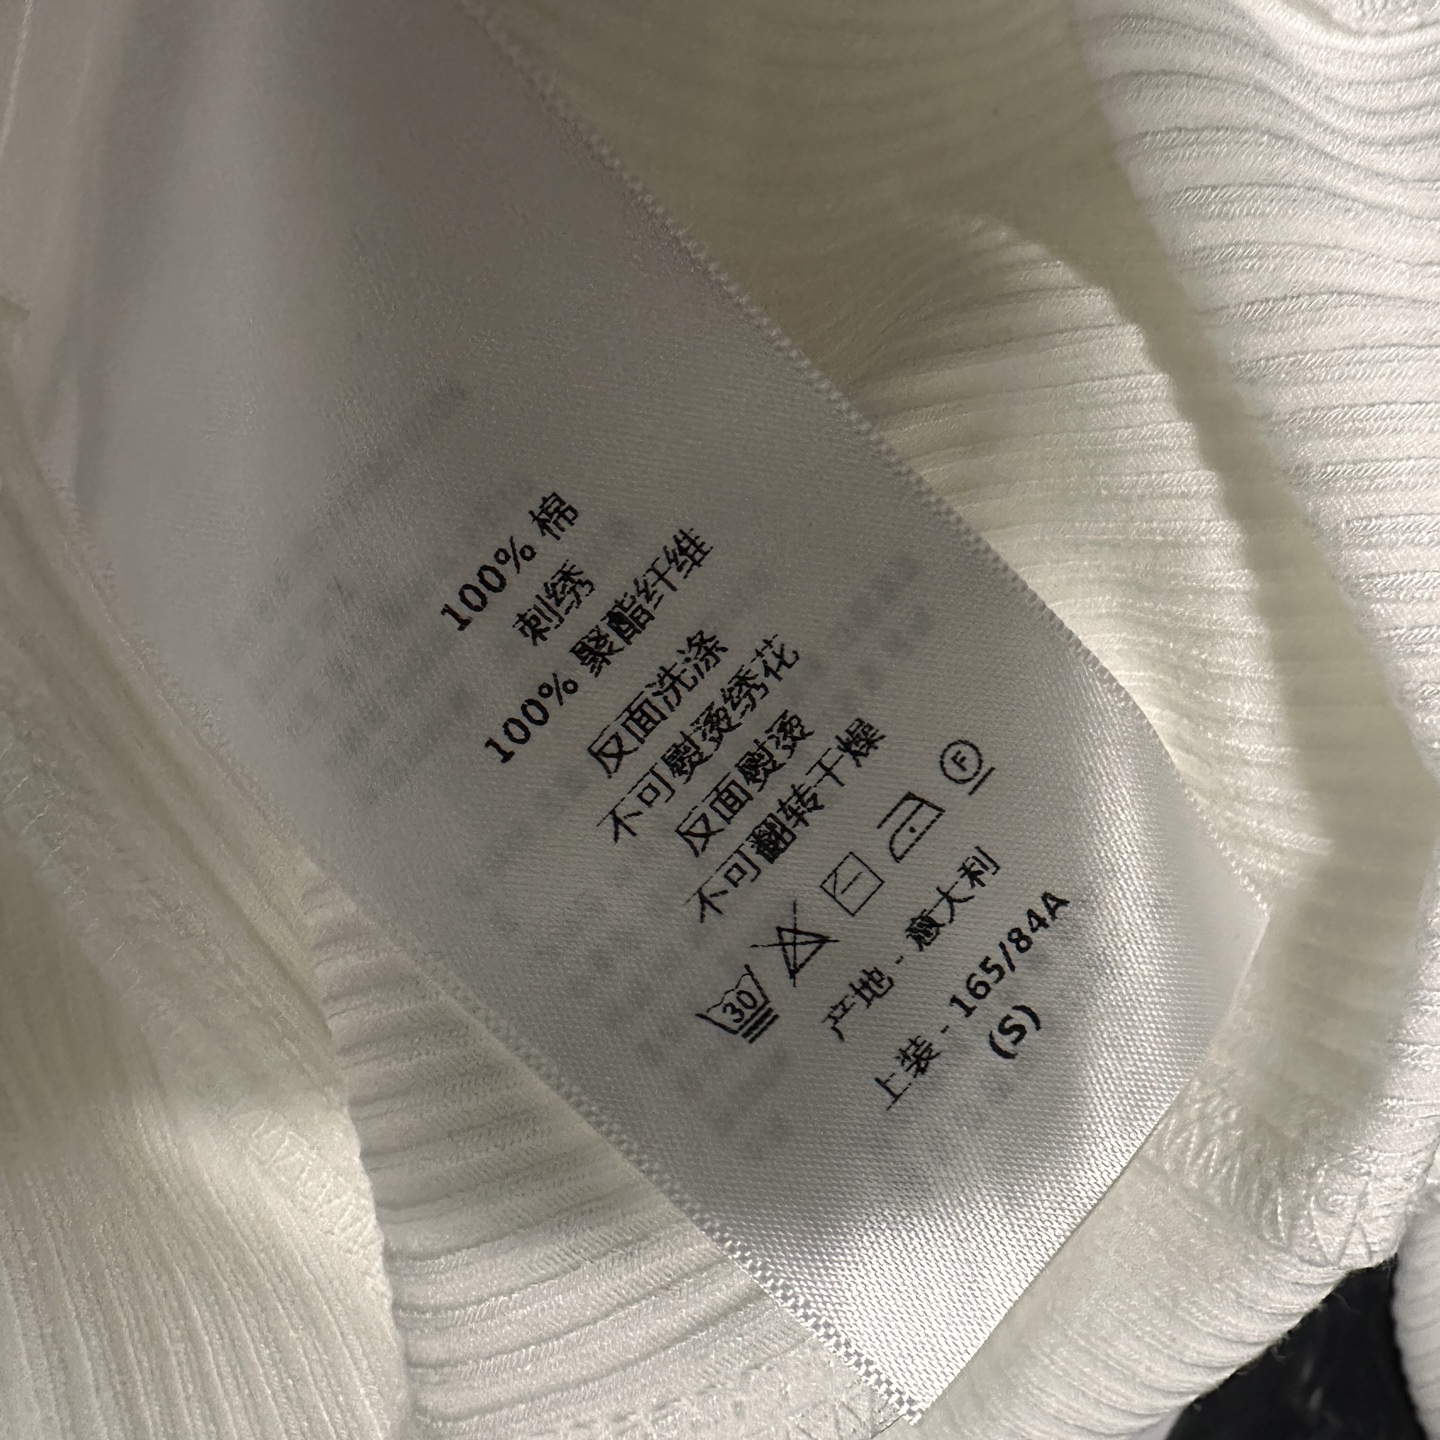 100% 棉
刺绣
100% 聚酯纤维
反面洗涤
不可熨烫绣花
反面熨烫
不可翻转干燥
30 F
产地 - 意大利
上装 - 165/84A
(S)